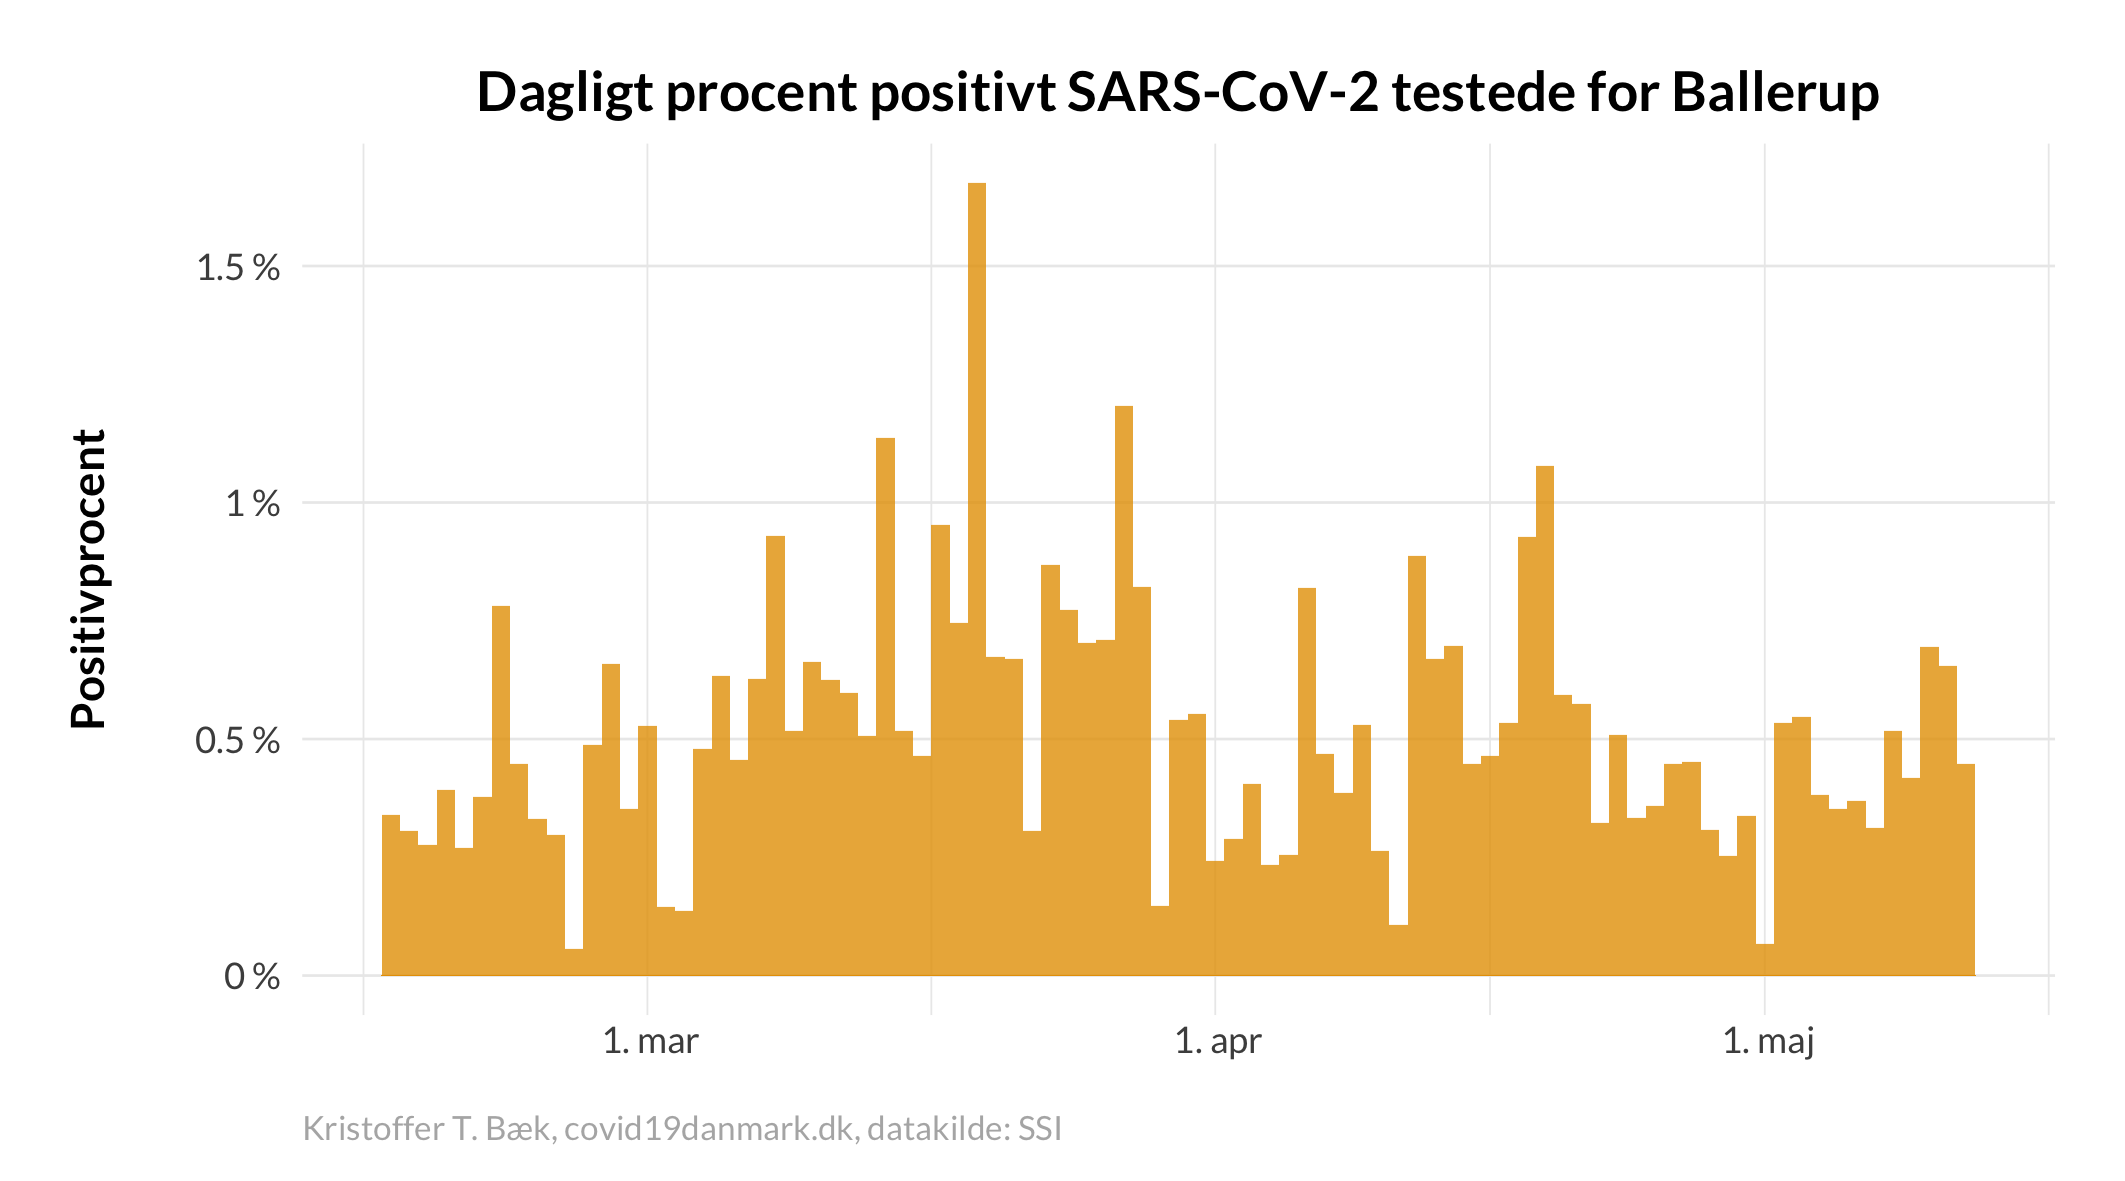 Dagligt procent positivt SARS-CoV-2 testede for Ballerup
Positivprocent
1.5 %
1 %
0.5 %
0 %
1. mar
1. apr
1. maj
Kristoffer T. Bæk, covid19danmark.dk, datakilde: SSI